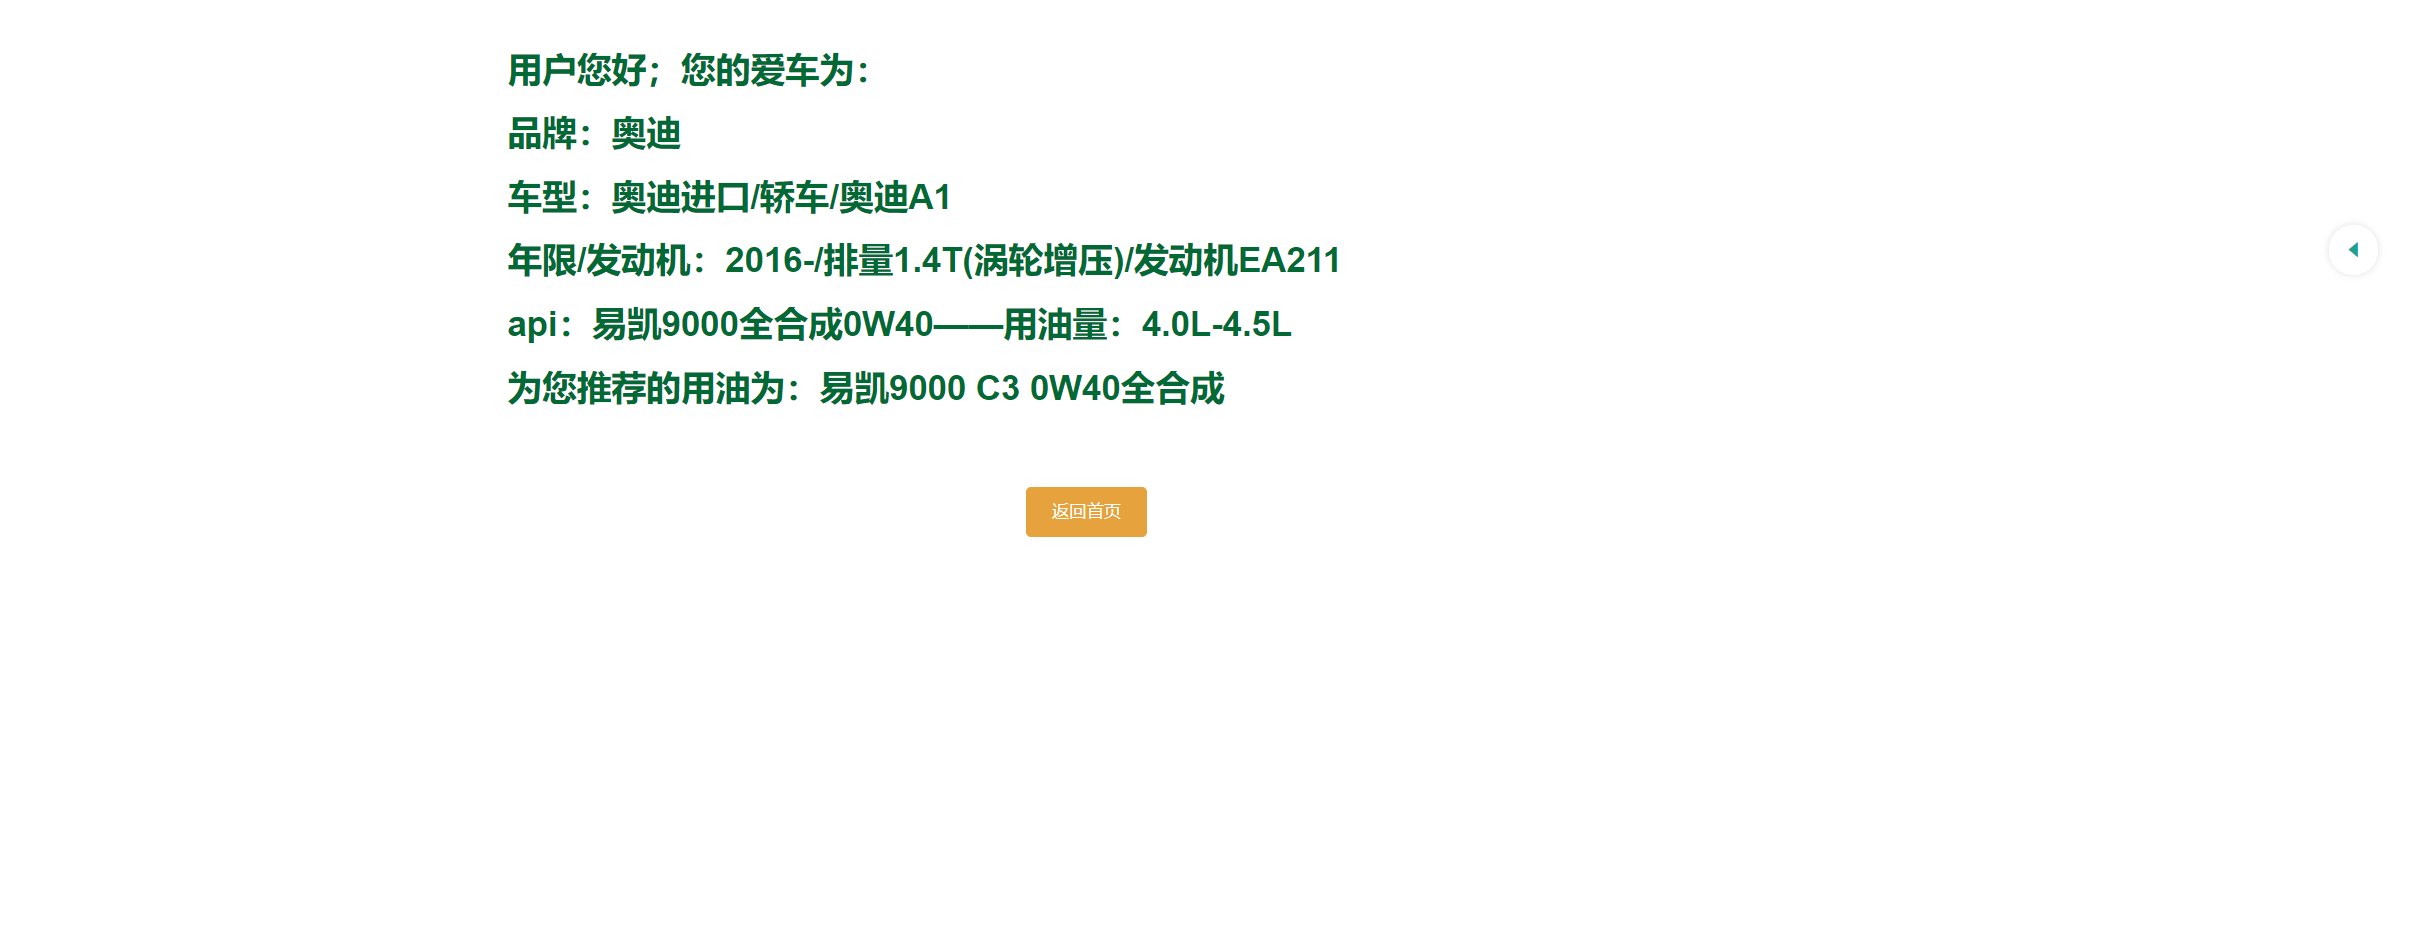 用户您好；您的爱车为：
品牌：奥迪
车型：奥迪进口/轿车/奥迪A1
年限/发动机：2016-/排量1.4T(涡轮增压)/发动机EA211
api：易凯9000全合成0W40——用油量：4.0L-4.5L
为您推荐的用油为：易凯9000 C3 0W40全合成
返回首页